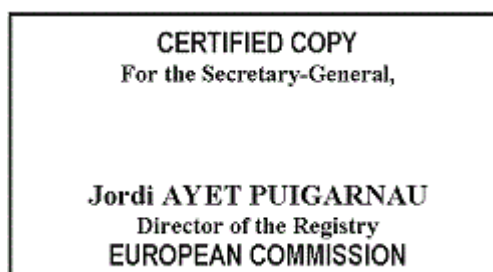 CERTIFIED COPY
For the Secretary-General,
Jordi AYET PUIGARNAU
Director of the Registry
EUROPEAN COMMISSION